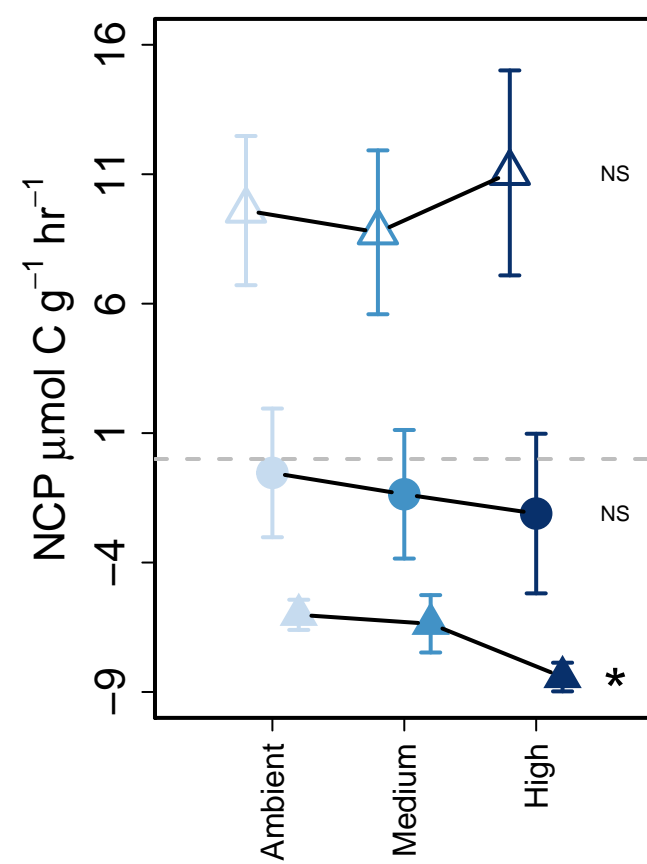 NCP μmol C g⁻¹ hr⁻¹
16
11
6
1
−4
−9
NS
NS
*
Ambient
Medium
High